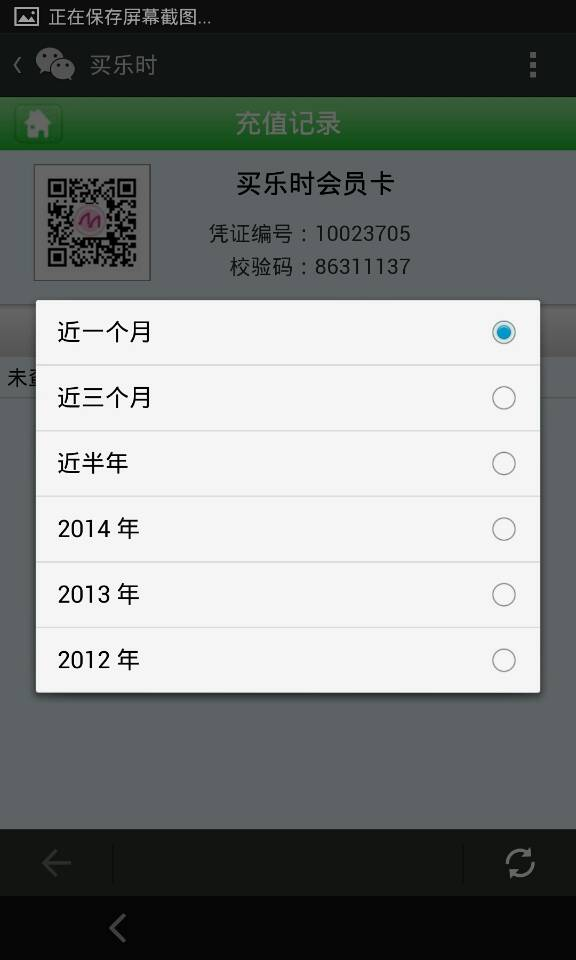 正在保存屏幕截图...
买乐时
充值记录
买乐时会员卡
凭证编号：10023705
校验码：86311137
近一个月
未
近三个月
近半年
2014 年
2013 年
2012 年